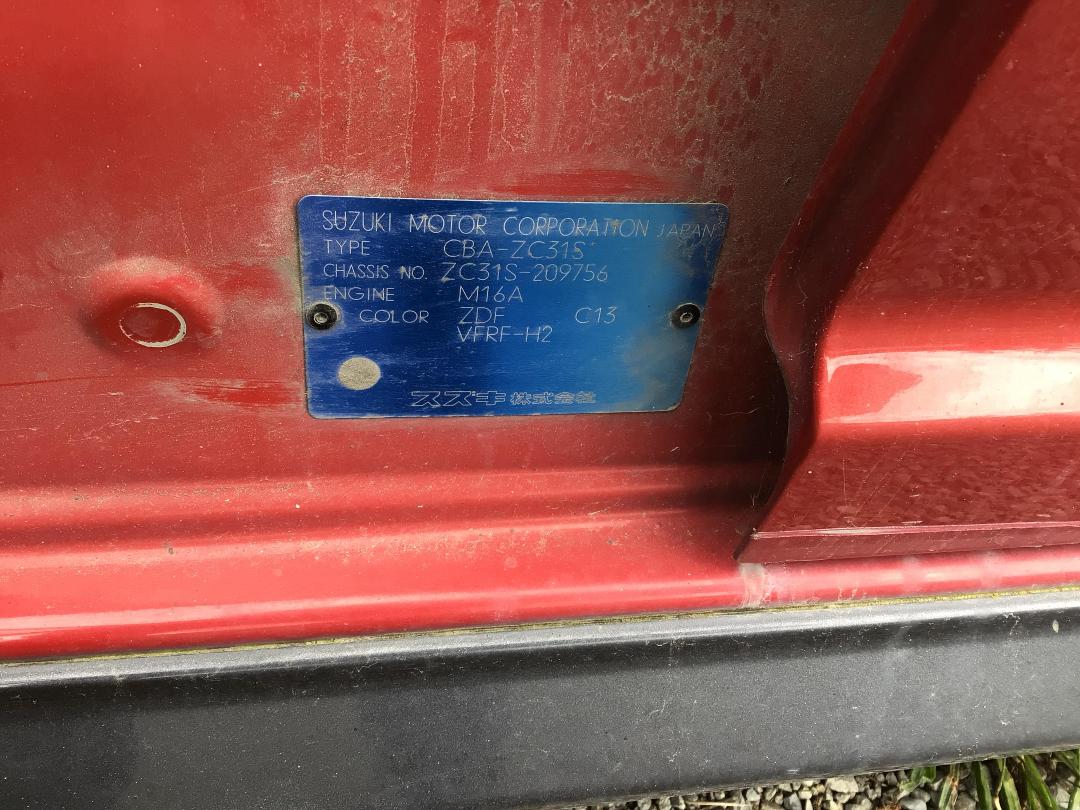 SUZUKI MOTOR CORPORATION JAPAN
TYPE CBA-ZC31S
CHASSIS NO. ZC31S-209756
ENGINE M16A
COLOR ZDF C13
VFRF-H2
スズキ株式会社